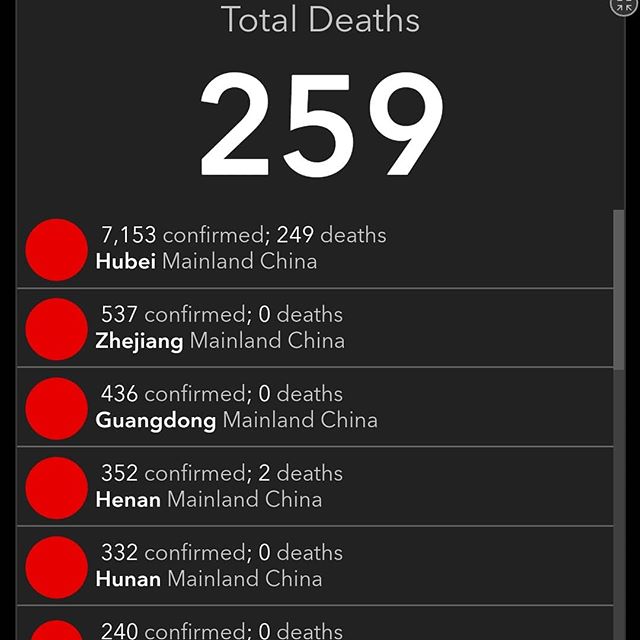 Total Deaths
259
7,153 confirmed; 249 deaths
Hubei Mainland China
537 confirmed; 0 deaths
Zhejiang Mainland China
436 confirmed; 0 deaths
Guangdong Mainland China
352 confirmed; 2 deaths
Henan Mainland China
332 confirmed; 0 deaths
Hunan Mainland China
240 confirmed; 0 deaths